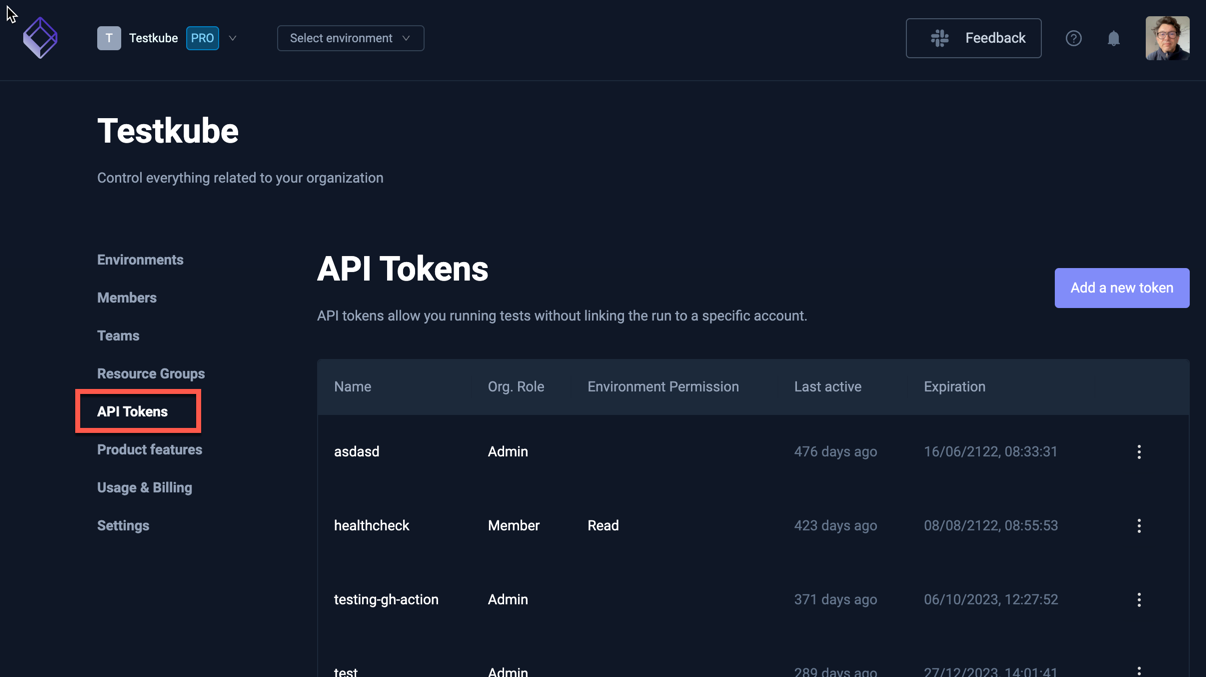 T Testkube PRO Select environment Feedback
Testkube
Control everything related to your organization
Environments
Members
Teams
Resource Groups
API Tokens
Product features
Usage & Billing
Settings
API Tokens
Add a new token
API tokens allow you running tests without linking the run to a specific account.
Name Org. Role Environment Permission Last active Expiration
asdasd Admin 476 days ago 16/06/2122, 08:33:31
healthcheck Member Read 423 days ago 08/08/2122, 08:55:53
testing-gh-action Admin 371 days ago 06/10/2023, 12:27:52
test Admin 289 days ago 27/12/2023, 14:01:41